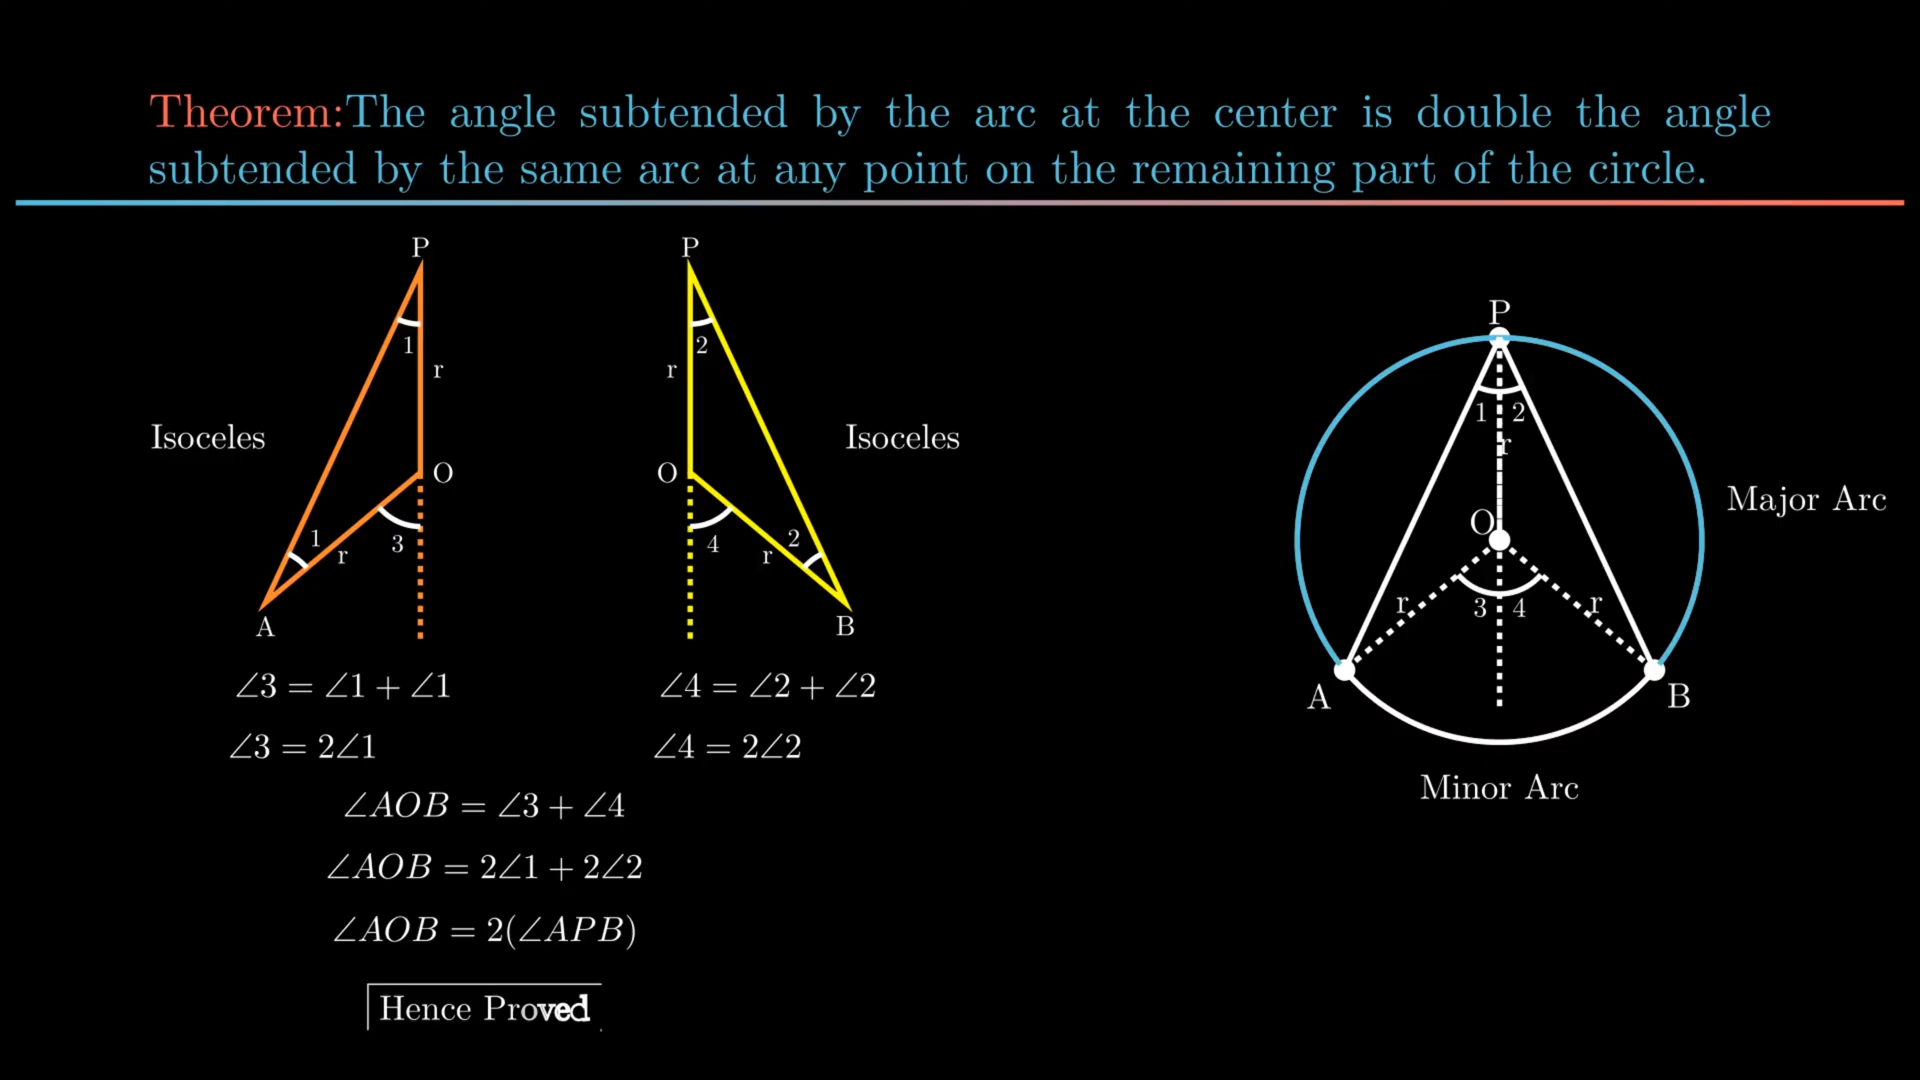 Theorem:The angle subtended by the arc at the center is double the angle
subtended by the same arc at any point on the remaining part of the circle.
P
1
r
Isoceles
O
1
r
3
A
P
2
r
Isoceles
O
4
r
2
B
∠3 = ∠1 + ∠1
∠4 = ∠2 + ∠2
∠3 = 2∠1
∠4 = 2∠2
∠AOB = ∠3 + ∠4
∠AOB = 2∠1 + 2∠2
∠AOB = 2(∠APB)
Hence Proved
P
1 2
r
Major Arc
O
r
3 4
r
A
B
Minor Arc